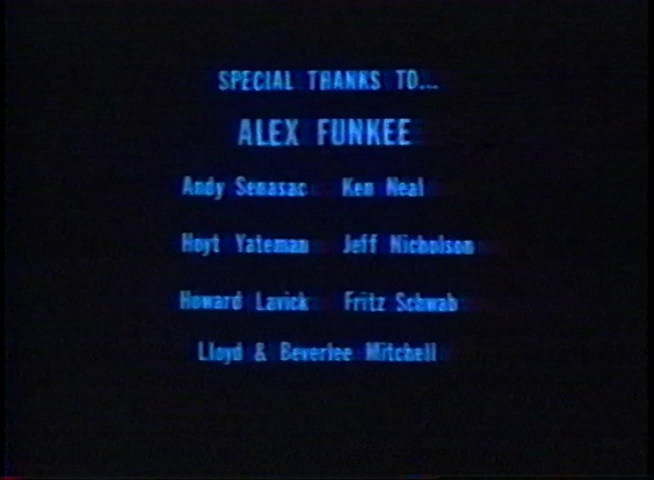 SPECIAL THANKS TO...
ALEX FUNKEE
Andy Senasac Ken Neal
Hoyt Yateman Jeff Nicholson
Howard Lavick Fritz Schwab
Lloyd & Beverlee Mitchell